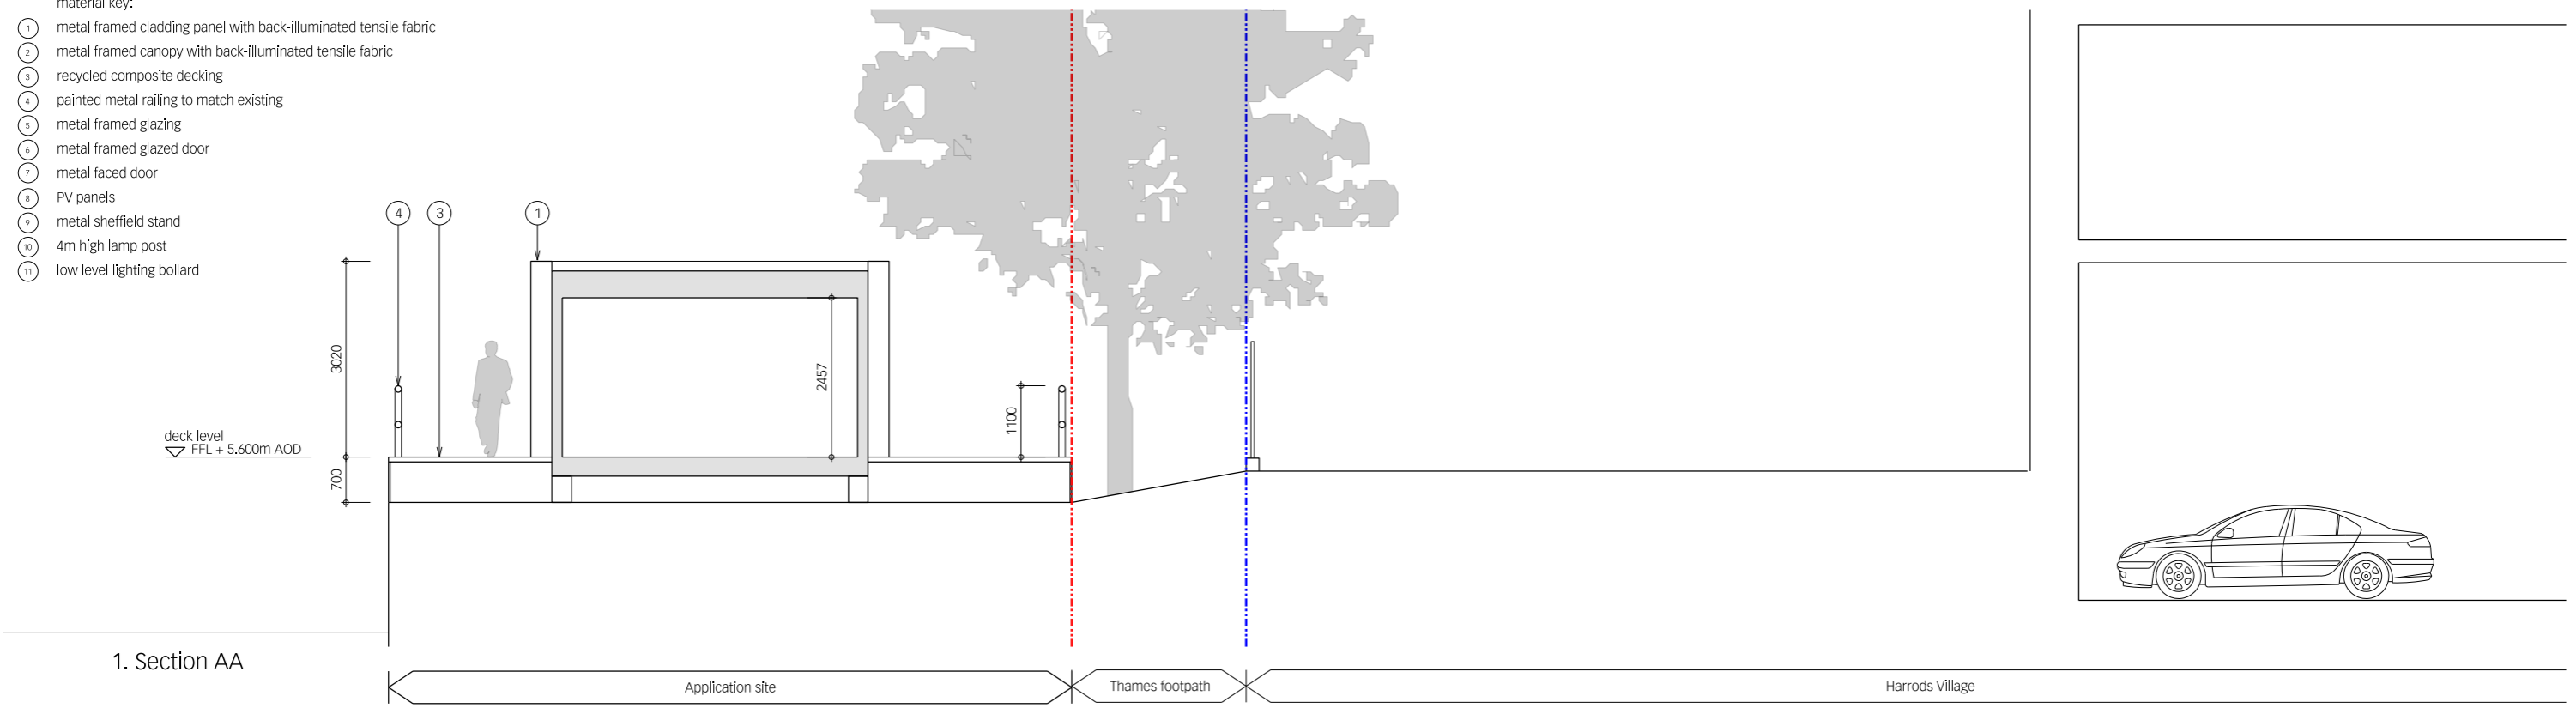 material key:
1 metal framed cladding panel with back-illuminated tensile fabric
2 metal framed canopy with back-illuminated tensile fabric
3 recycled composite decking
4 painted metal railing to match existing
5 metal framed glazing
6 metal framed glazed door
7 metal faced door
8 PV panels
9 metal sheffield stand
10 4m high lamp post
11 low level lighting bollard
4 3 1
3020
2457
1100
deck level
FFL + 5.600m AOD
700
1. Section AA
Application site
Thames footpath
Harrods Village